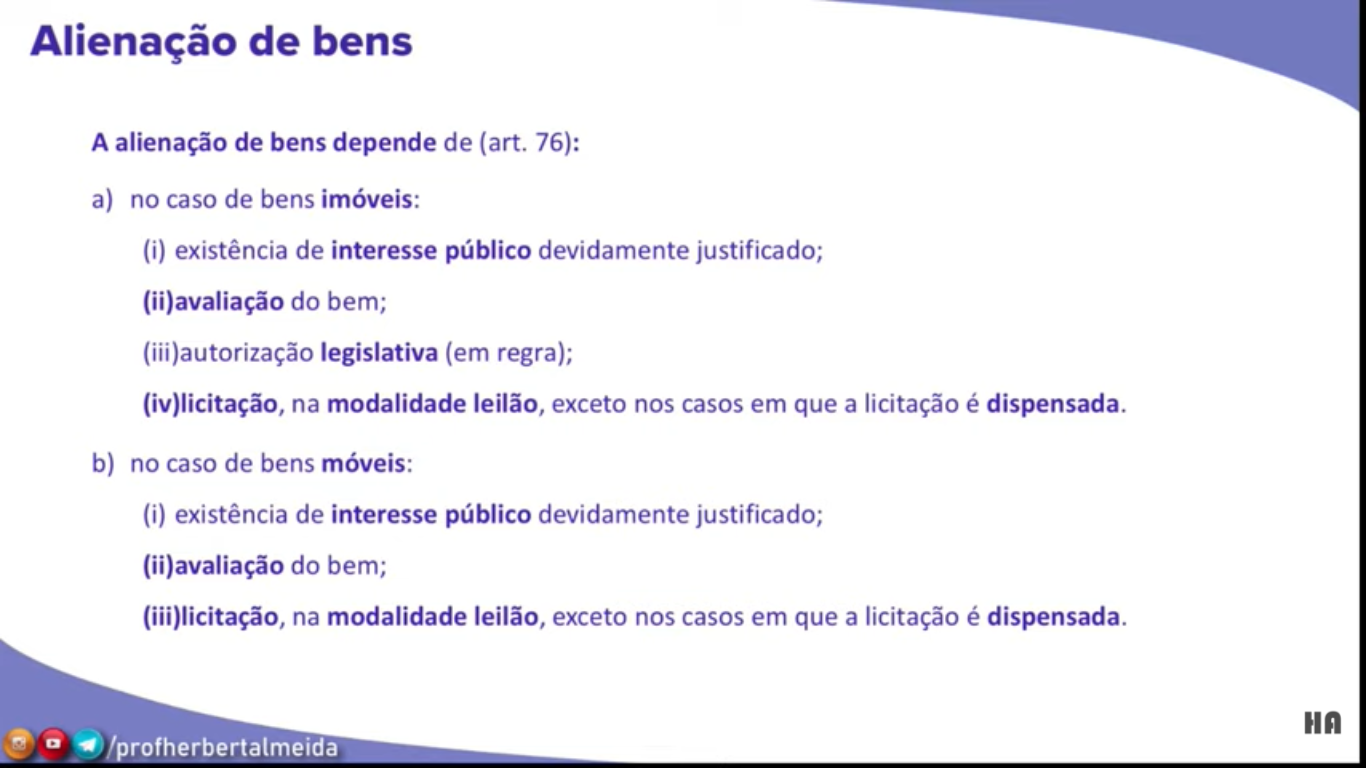 Alienação de bens
A alienação de bens depende de (art. 76):
a) no caso de bens imóveis:
(i) existência de interesse público devidamente justificado;
(ii)avaliação do bem;
(iii)autorização legislativa (em regra);
(iv)licitação, na modalidade leilão, exceto nos casos em que a licitação é dispensada.
b) no caso de bens móveis:
(i) existência de interesse público devidamente justificado;
(ii)avaliação do bem;
(iii)licitação, na modalidade leilão, exceto nos casos em que a licitação é dispensada.
/profherbertalmeida
HA